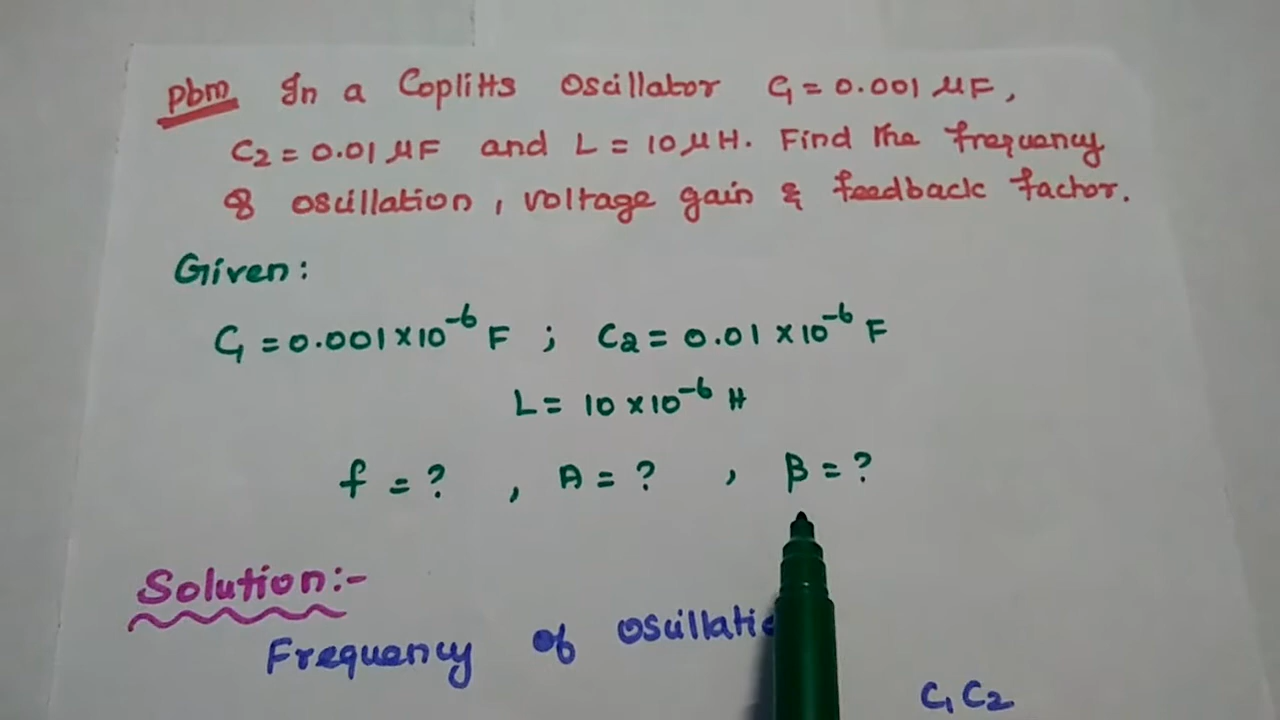 Pbm In a Coplitts Oscillator C1 = 0.001 μF,
C2 = 0.01 μF and L = 10 μH. Find the frequency
of oscillation, voltage gain & feedback factor.
Given:
C1 = 0.001 × 10⁻⁶ F ; C2 = 0.01 × 10⁻⁶ F
L = 10 × 10⁻⁶ H
f = ? , A = ? , β = ?
Solution:-
Frequency of oscillatio
C1 C2